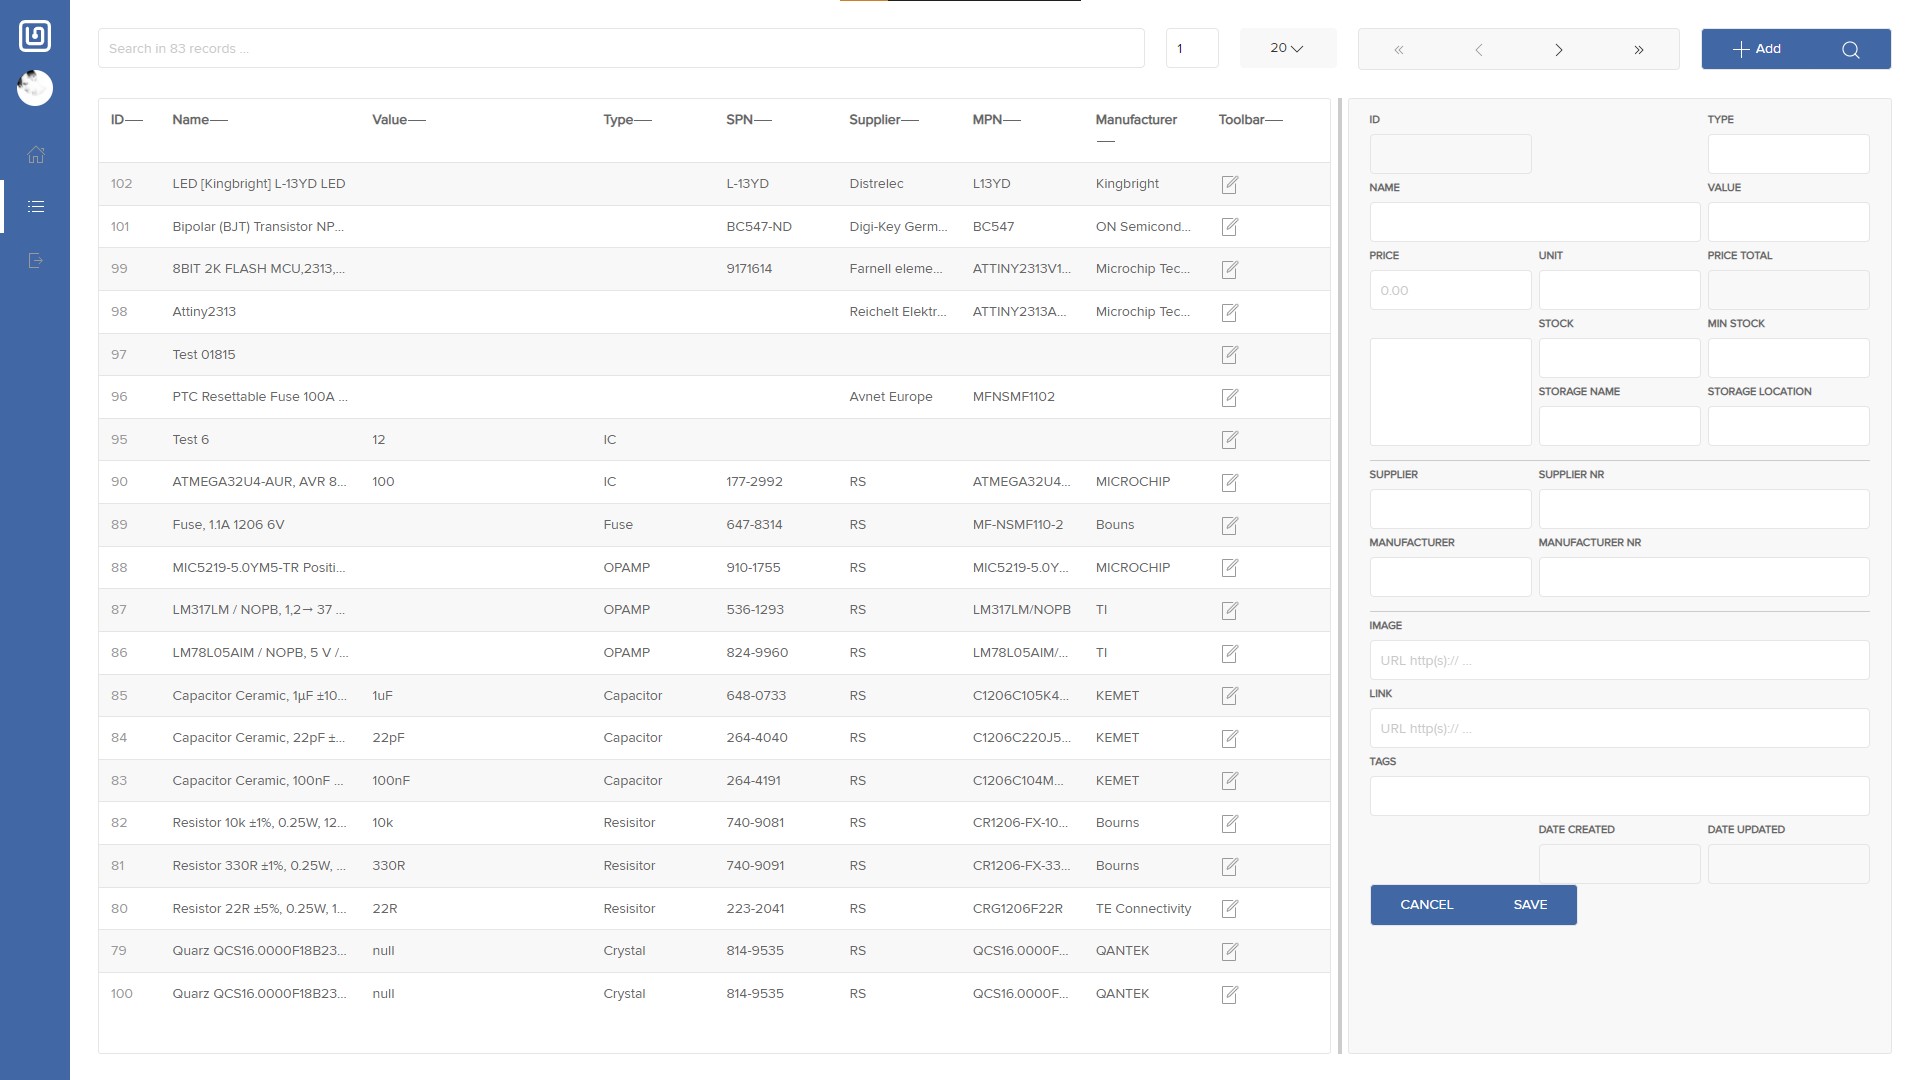 Search in 83 records ...
1
20
Add
ID Name Value Type SPN Supplier MPN Manufacturer Toolbar
102 LED [Kingbright] L-13YD LED L-13YD Distrelec L13YD Kingbright
101 Bipolar (BJT) Transistor NP... BC547-ND Digi-Key Germ... BC547 ON Semicond...
99 8BIT 2K FLASH MCU,2313,... 9171614 Farnell eleme... ATTINY2313V1... Microchip Tec...
98 Attiny2313 Reichelt Elektr... ATTINY2313A... Microchip Tec...
97 Test 01815
96 PTC Resettable Fuse 100A ... Avnet Europe MFNSMF1102
95 Test 6 12 IC
90 ATMEGA32U4-AUR, AVR 8... 100 IC 177-2992 RS ATMEGA32U4... MICROCHIP
89 Fuse, 1.1A 1206 6V Fuse 647-8314 RS MF-NSMF110-2 Bouns
88 MIC5219-5.0YM5-TR Positi... OPAMP 910-1755 RS MIC5219-5.0Y... MICROCHIP
87 LM317LM / NOPB, 1,2→ 37 ... OPAMP 536-1293 RS LM317LM/NOPB TI
86 LM78L05AIM / NOPB, 5 V /... OPAMP 824-9960 RS LM78L05AIM/... TI
85 Capacitor Ceramic, 1µF ±10... 1uF Capacitor 648-0733 RS C1206C105K4... KEMET
84 Capacitor Ceramic, 22pF ±... 22pF Capacitor 264-4040 RS C1206C220J5... KEMET
83 Capacitor Ceramic, 100nF ... 100nF Capacitor 264-4191 RS C1206C104M... KEMET
82 Resistor 10k ±1%, 0.25W, 12... 10k Resisitor 740-9081 RS CR1206-FX-10... Bourns
81 Resistor 330R ±1%, 0.25W, ... 330R Resisitor 740-9091 RS CR1206-FX-33... Bourns
80 Resistor 22R ±5%, 0.25W, 1... 22R Resisitor 223-2041 RS CRG1206F22R TE Connectivity
79 Quarz QCS16.0000F18B23... null Crystal 814-9535 RS QCS16.0000F... QANTEK
100 Quarz QCS16.0000F18B23... null Crystal 814-9535 RS QCS16.0000F... QANTEK
ID TYPE
NAME VALUE
PRICE UNIT PRICE TOTAL
0.00
STOCK MIN STOCK
STORAGE NAME STORAGE LOCATION
SUPPLIER SUPPLIER NR
MANUFACTURER MANUFACTURER NR
IMAGE
URL http(s):// ...
LINK
URL http(s):// ...
TAGS
DATE CREATED DATE UPDATED
CANCEL SAVE